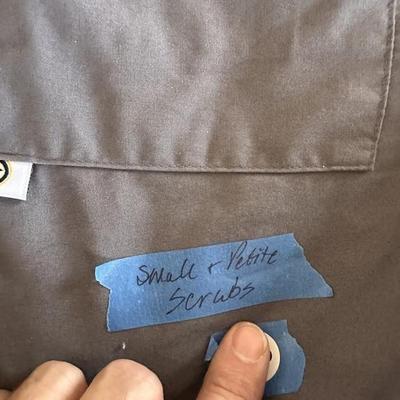 Small + Petite
Scrubs